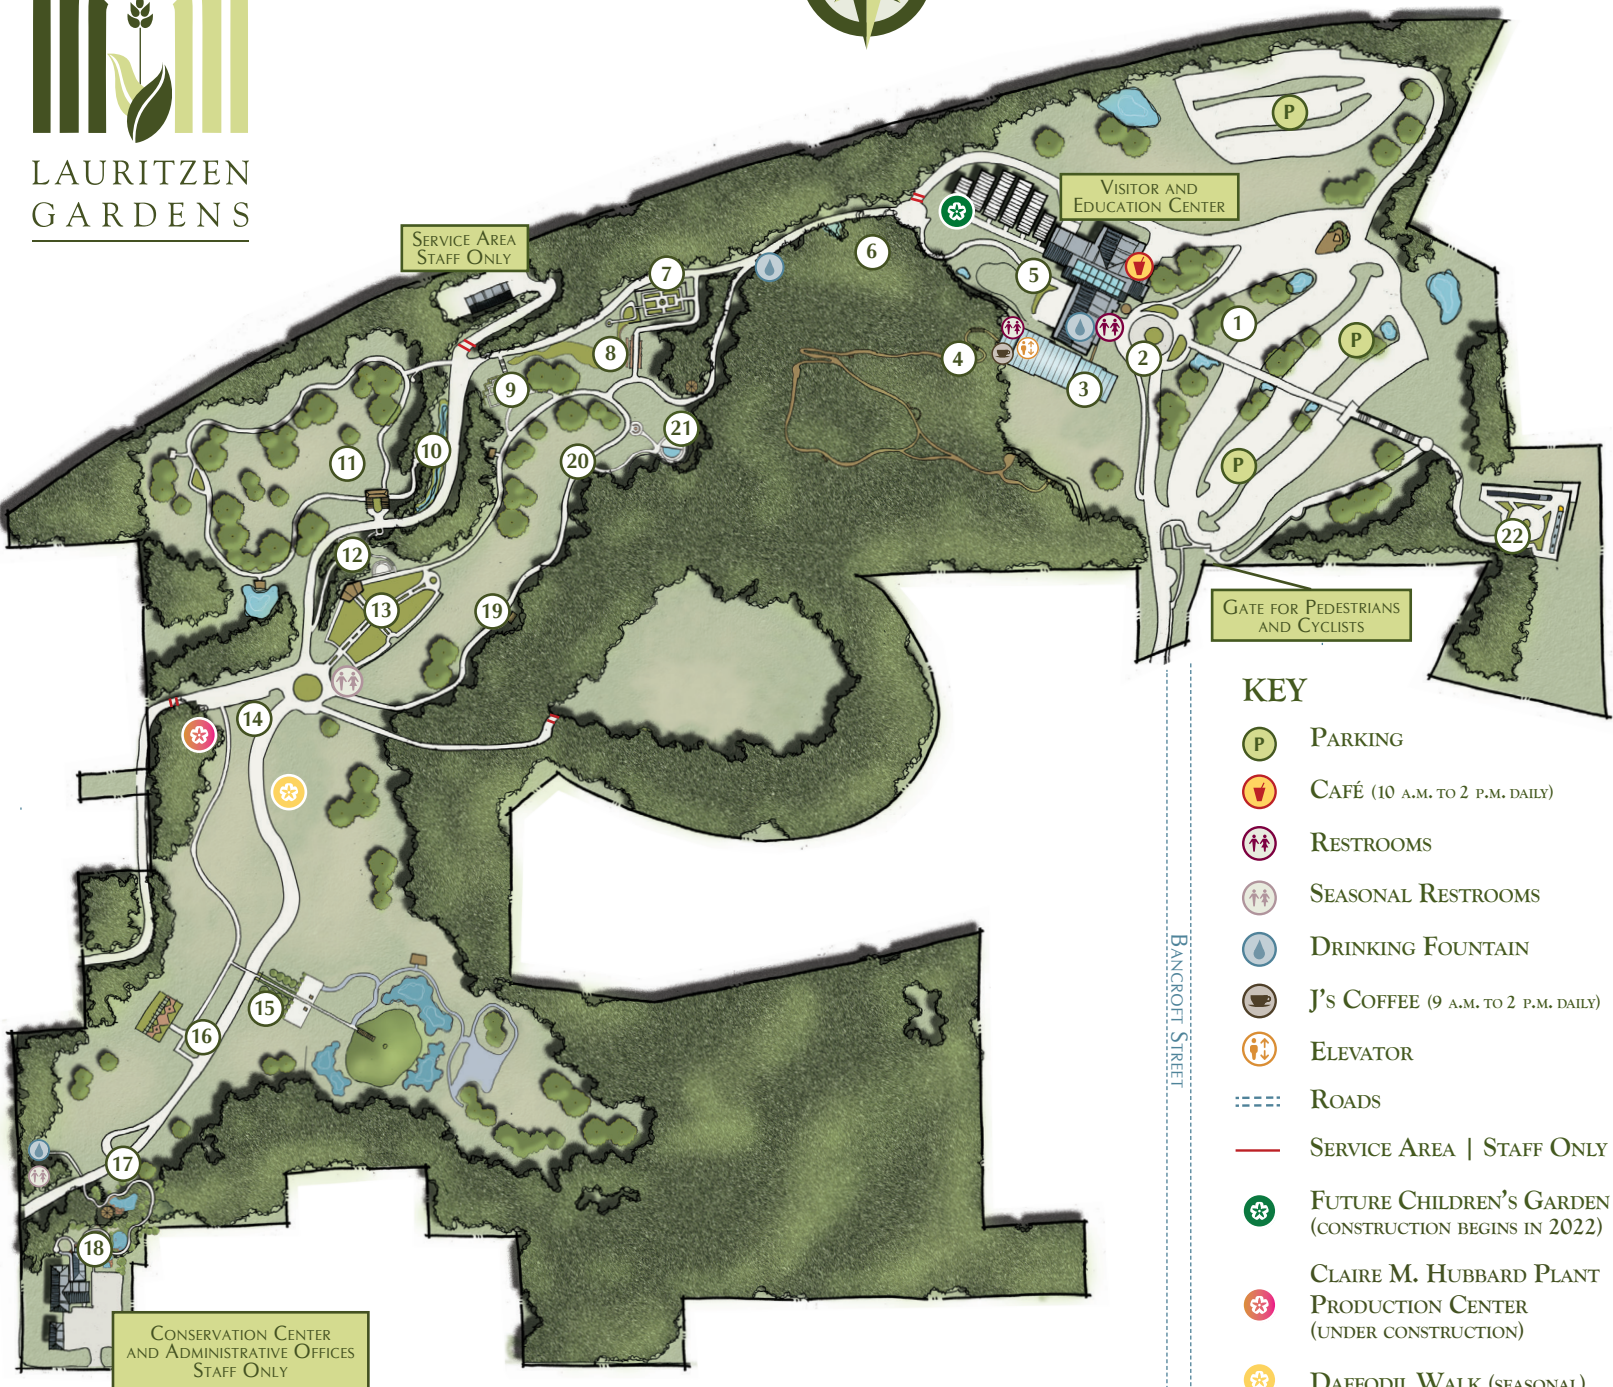 LAURITZEN
GARDENS
Service Area
Staff Only
Visitor and
Education Center
P
P
P
1
2
3
4
5
6
7
8
9
10
11
12
13
14
15
16
17
18
19
20
21
22
Gate for Pedestrians
and Cyclists
Conservation Center
and Administrative Offices
Staff Only
Bancroft Street
KEY
P Parking
Café (10 a.m. to 2 p.m. daily)
Restrooms
Seasonal Restrooms
Drinking Fountain
J's Coffee (9 a.m. to 2 p.m. daily)
Elevator
Roads
Service Area | Staff Only
Future Children's Garden
(construction begins in 2022)
Claire M. Hubbard Plant
Production Center
(under construction)
Daffodil Walk (seasonal)